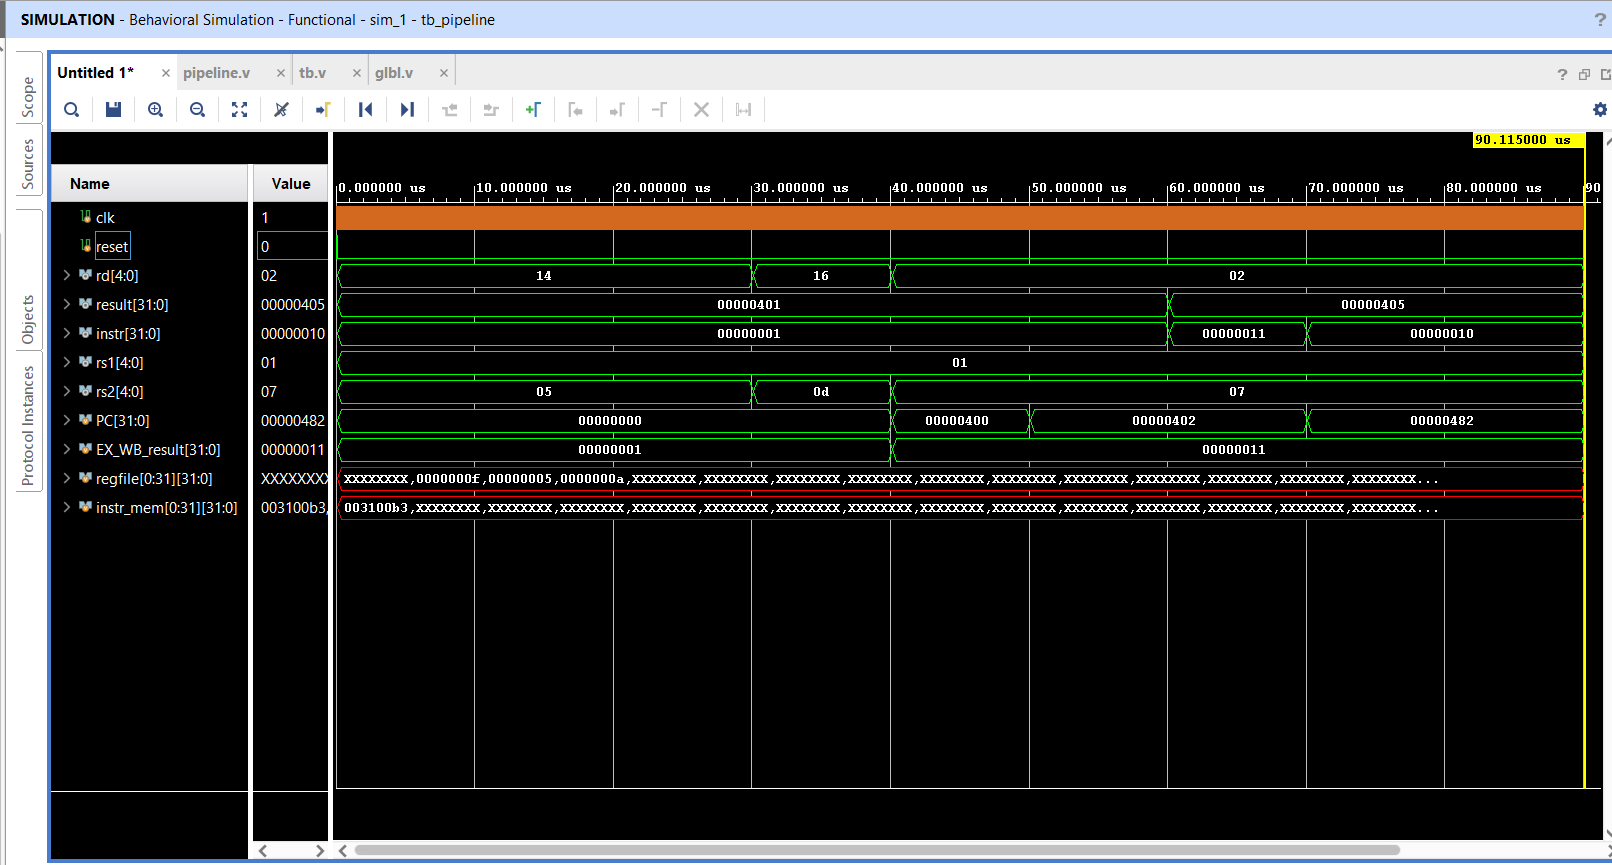 SIMULATION - Behavioral Simulation - Functional - sim_1 - tb_pipeline ?
Scope
Sources
Objects
Protocol Instances
Untitled 1* × pipeline.v × tb.v × glbl.v ×
?
90.115000 us
Name Value
0.000000 us 10.000000 us 20.000000 us 30.000000 us 40.000000 us 50.000000 us 60.000000 us 70.000000 us 80.000000 us 90
clk 1
reset 0
rd[4:0] 02 14 16 02
result[31:0] 00000405 00000401 00000405
instr[31:0] 00000010 00000001 00000011 00000010
rs1[4:0] 01 01
rs2[4:0] 07 05 0d 07
PC[31:0] 00000482 00000000 00000400 00000402 00000482
EX_WB_result[31:0] 00000011 00000001 00000011
regfile[0:31][31:0] XXXXXXXX XXXXXXXX,0000000f,00000005,0000000a,XXXXXXXX,XXXXXXXX,XXXXXXXX,XXXXXXXX,XXXXXXXX,XXXXXXXX,XXXXXXXX,XXXXXXXX,XXXXXXXX,XXXXXXXX,XXXXXXXX...
instr_mem[0:31][31:0] 003100b3, 003100b3,XXXXXXXX,XXXXXXXX,XXXXXXXX,XXXXXXXX,XXXXXXXX,XXXXXXXX,XXXXXXXX,XXXXXXXX,XXXXXXXX,XXXXXXXX,XXXXXXXX,XXXXXXXX,XXXXXXXX,XXXXXXXX...